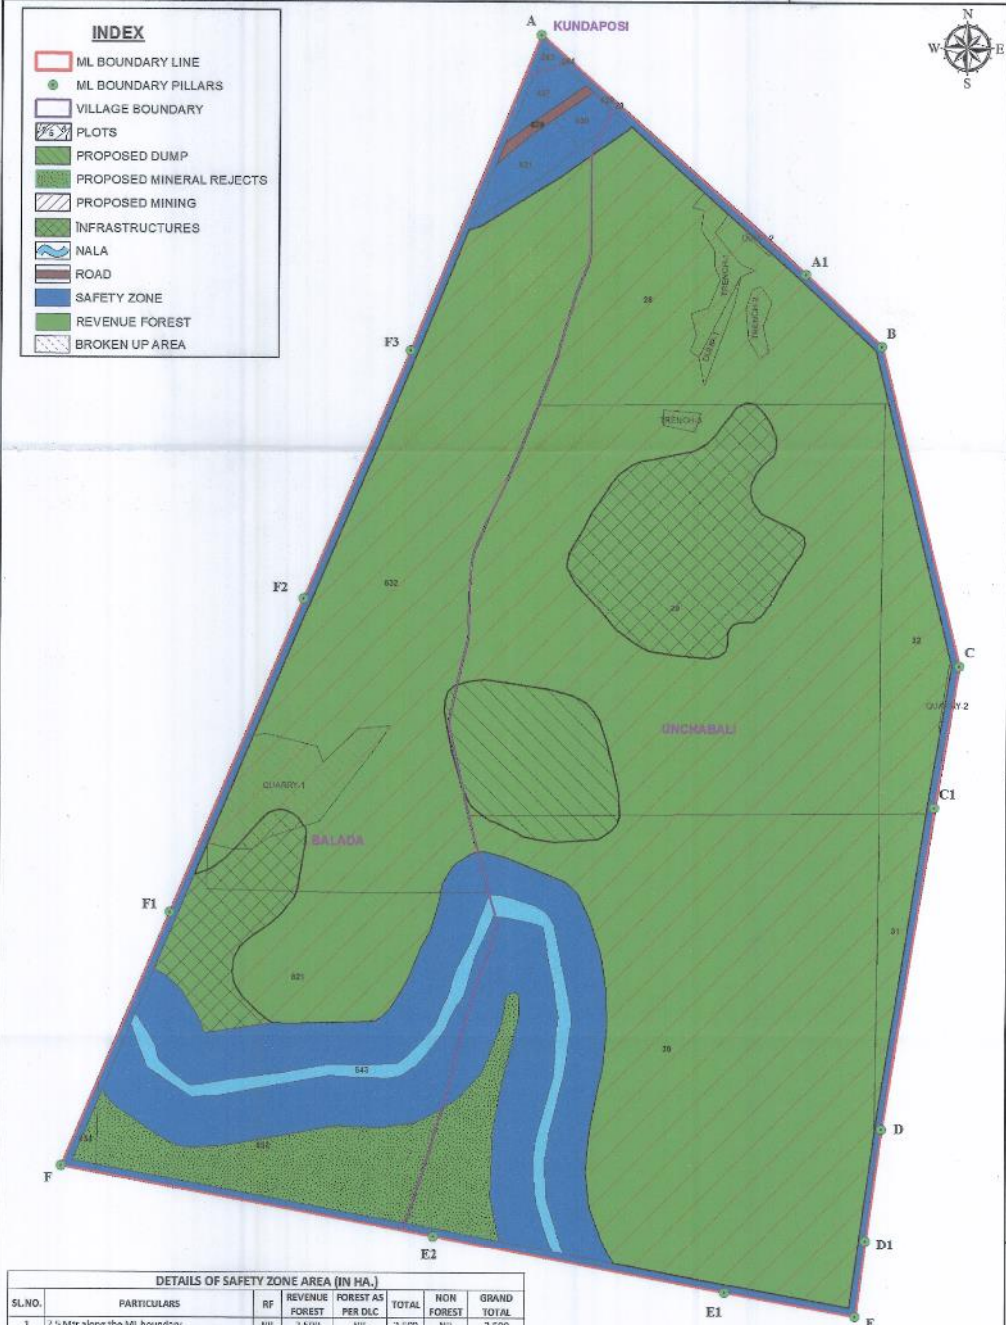 INDEX
ML BOUNDARY LINE
ML BOUNDARY PILLARS
VILLAGE BOUNDARY
PLOTS
PROPOSED DUMP
PROPOSED MINERAL REJECTS
PROPOSED MINING
INFRASTRUCTURES
NALA
ROAD
SAFETY ZONE
REVENUE FOREST
BROKEN UP AREA
N
W E
S
A
KUNDAPOSI
A1
TRENCH-1
28
F3
B
TRENCH-3
F2
632
29
32
C
UNCHABALI
C1
QUARRY-1
BALADA
F1
31
621
30
643
D
F
E2
D1
E1
E
DETAILS OF SAFETY ZONE AREA (IN HA.)
SL.NO. PARTICULARS RF REVENUE FOREST FOREST AS PER DLC TOTAL NON FOREST GRAND TOTAL